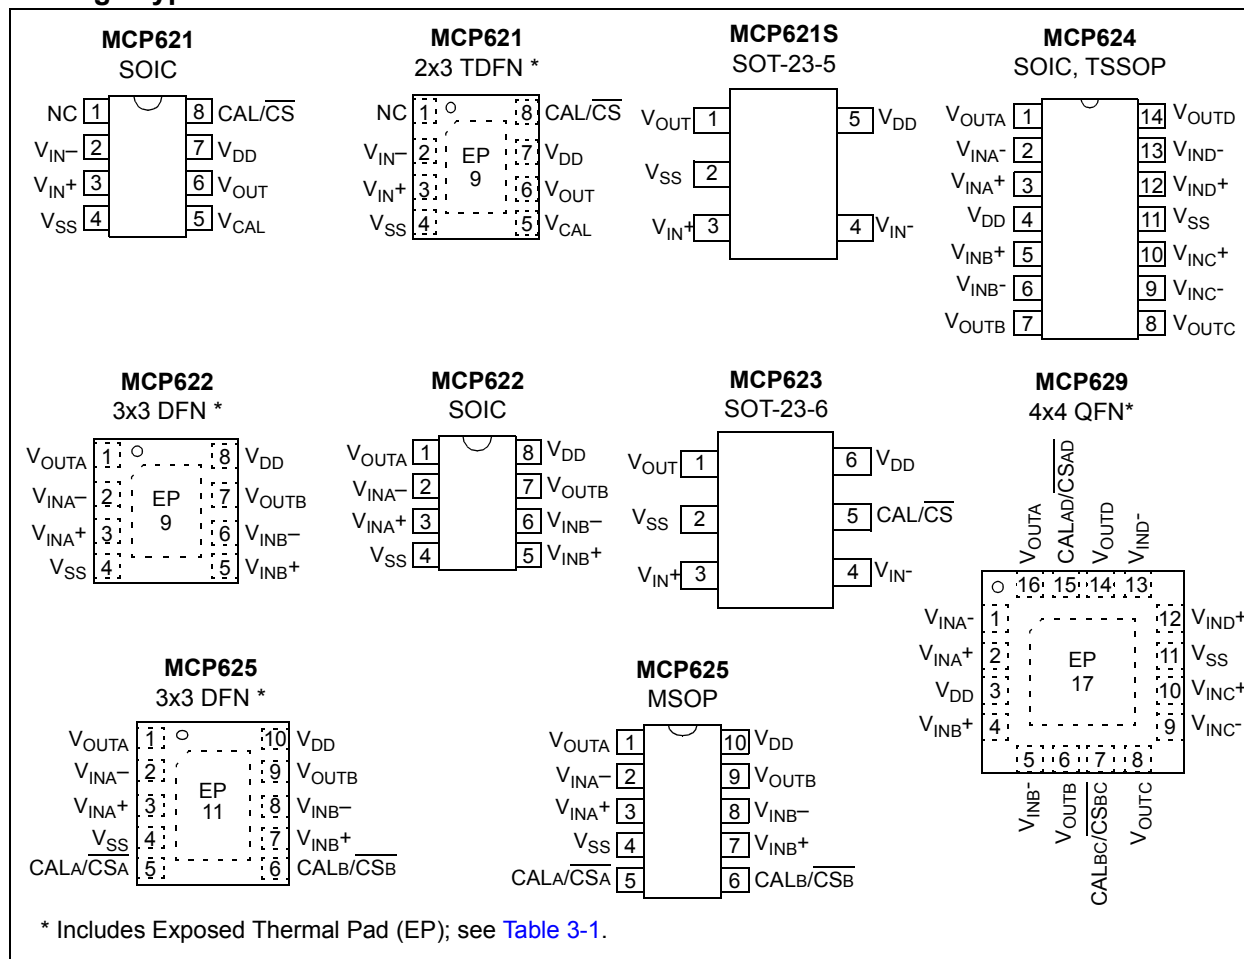 MCP621
SOIC
NC 1 8 CAL/CS
VIN– 2 7 VDD
VIN+ 3 6 VOUT
VSS 4 5 VCAL
MCP621
2x3 TDFN *
NC 1 8 CAL/CS
VIN– 2 7 VDD
VIN+ 3 6 VOUT
VSS 4 5 VCAL
EP
9
MCP621S
SOT-23-5
VOUT 1 5 VDD
VSS 2
VIN+ 3 4 VIN-
MCP624
SOIC, TSSOP
VOUTA 1 14 VOUTD
VINA- 2 13 VIND-
VINA+ 3 12 VIND+
VDD 4 11 VSS
VINB+ 5 10 VINC+
VINB- 6 9 VINC-
VOUTB 7 8 VOUTC
MCP622
3x3 DFN *
VOUTA 1 8 VDD
VINA– 2 7 VOUTB
VINA+ 3 6 VINB–
VSS 4 5 VINB+
EP
9
MCP622
SOIC
VOUTA 1 8 VDD
VINA– 2 7 VOUTB
VINA+ 3 6 VINB–
VSS 4 5 VINB+
MCP623
SOT-23-6
VOUT 1 6 VDD
VSS 2 5 CAL/CS
VIN+ 3 4 VIN-
MCP629
4x4 QFN*
VOUTA CALAD/CSAD VOUTD VIND-
16 15 14 13
VINA- 1 12 VIND+
VINA+ 2 11 VSS
VDD 3 10 VINC+
VINB+ 4 9 VINC-
EP
17
5 6 7 8
VINB- VOUTB CALBC/CSBC VOUTC
MCP625
3x3 DFN *
VOUTA 1 10 VDD
VINA– 2 9 VOUTB
VINA+ 3 8 VINB–
VSS 4 7 VINB+
CALA/CSA 5 6 CALB/CSB
EP
11
MCP625
MSOP
VOUTA 1 10 VDD
VINA– 2 9 VOUTB
VINA+ 3 8 VINB–
VSS 4 7 VINB+
CALA/CSA 5 6 CALB/CSB
* Includes Exposed Thermal Pad (EP); see Table 3-1.